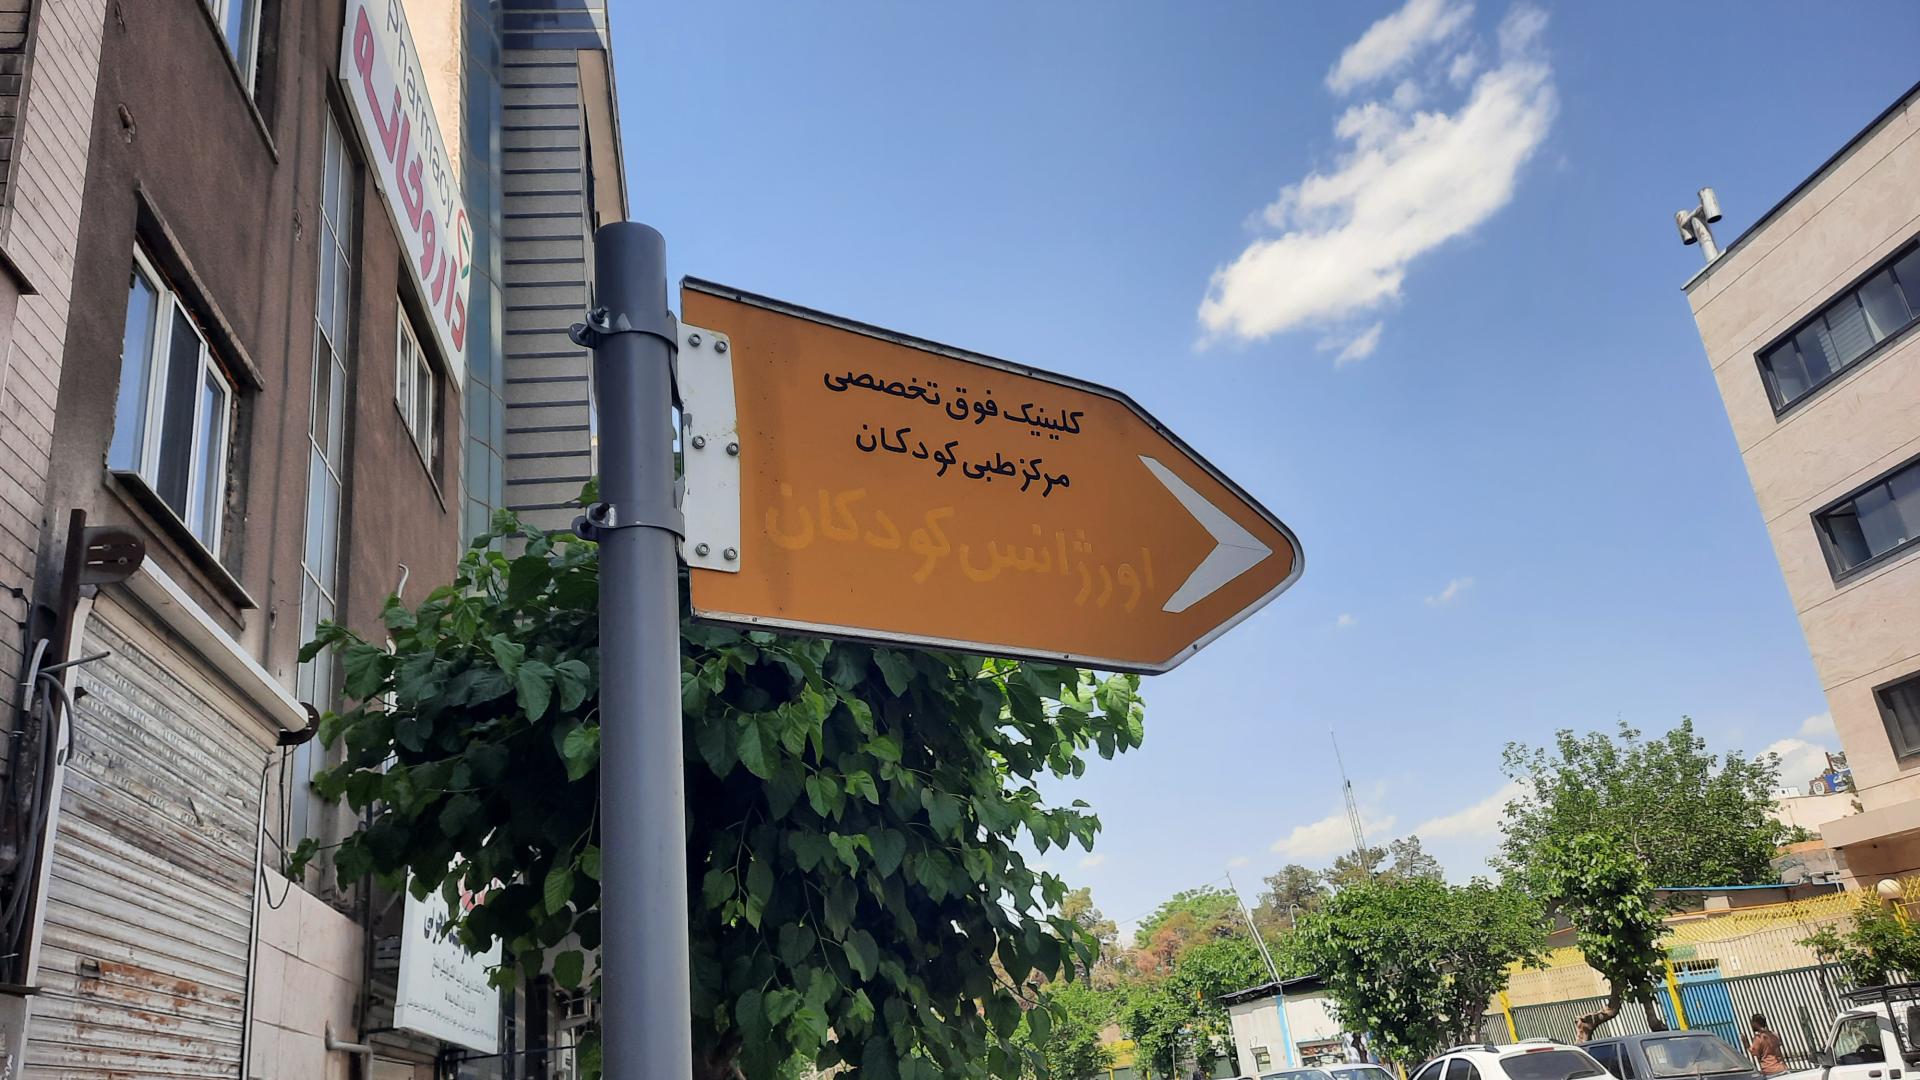 Pharmacy
داروخانه
کلینیک فوق تخصصی
مرکز طبی کودکان
اورژانس کودکان